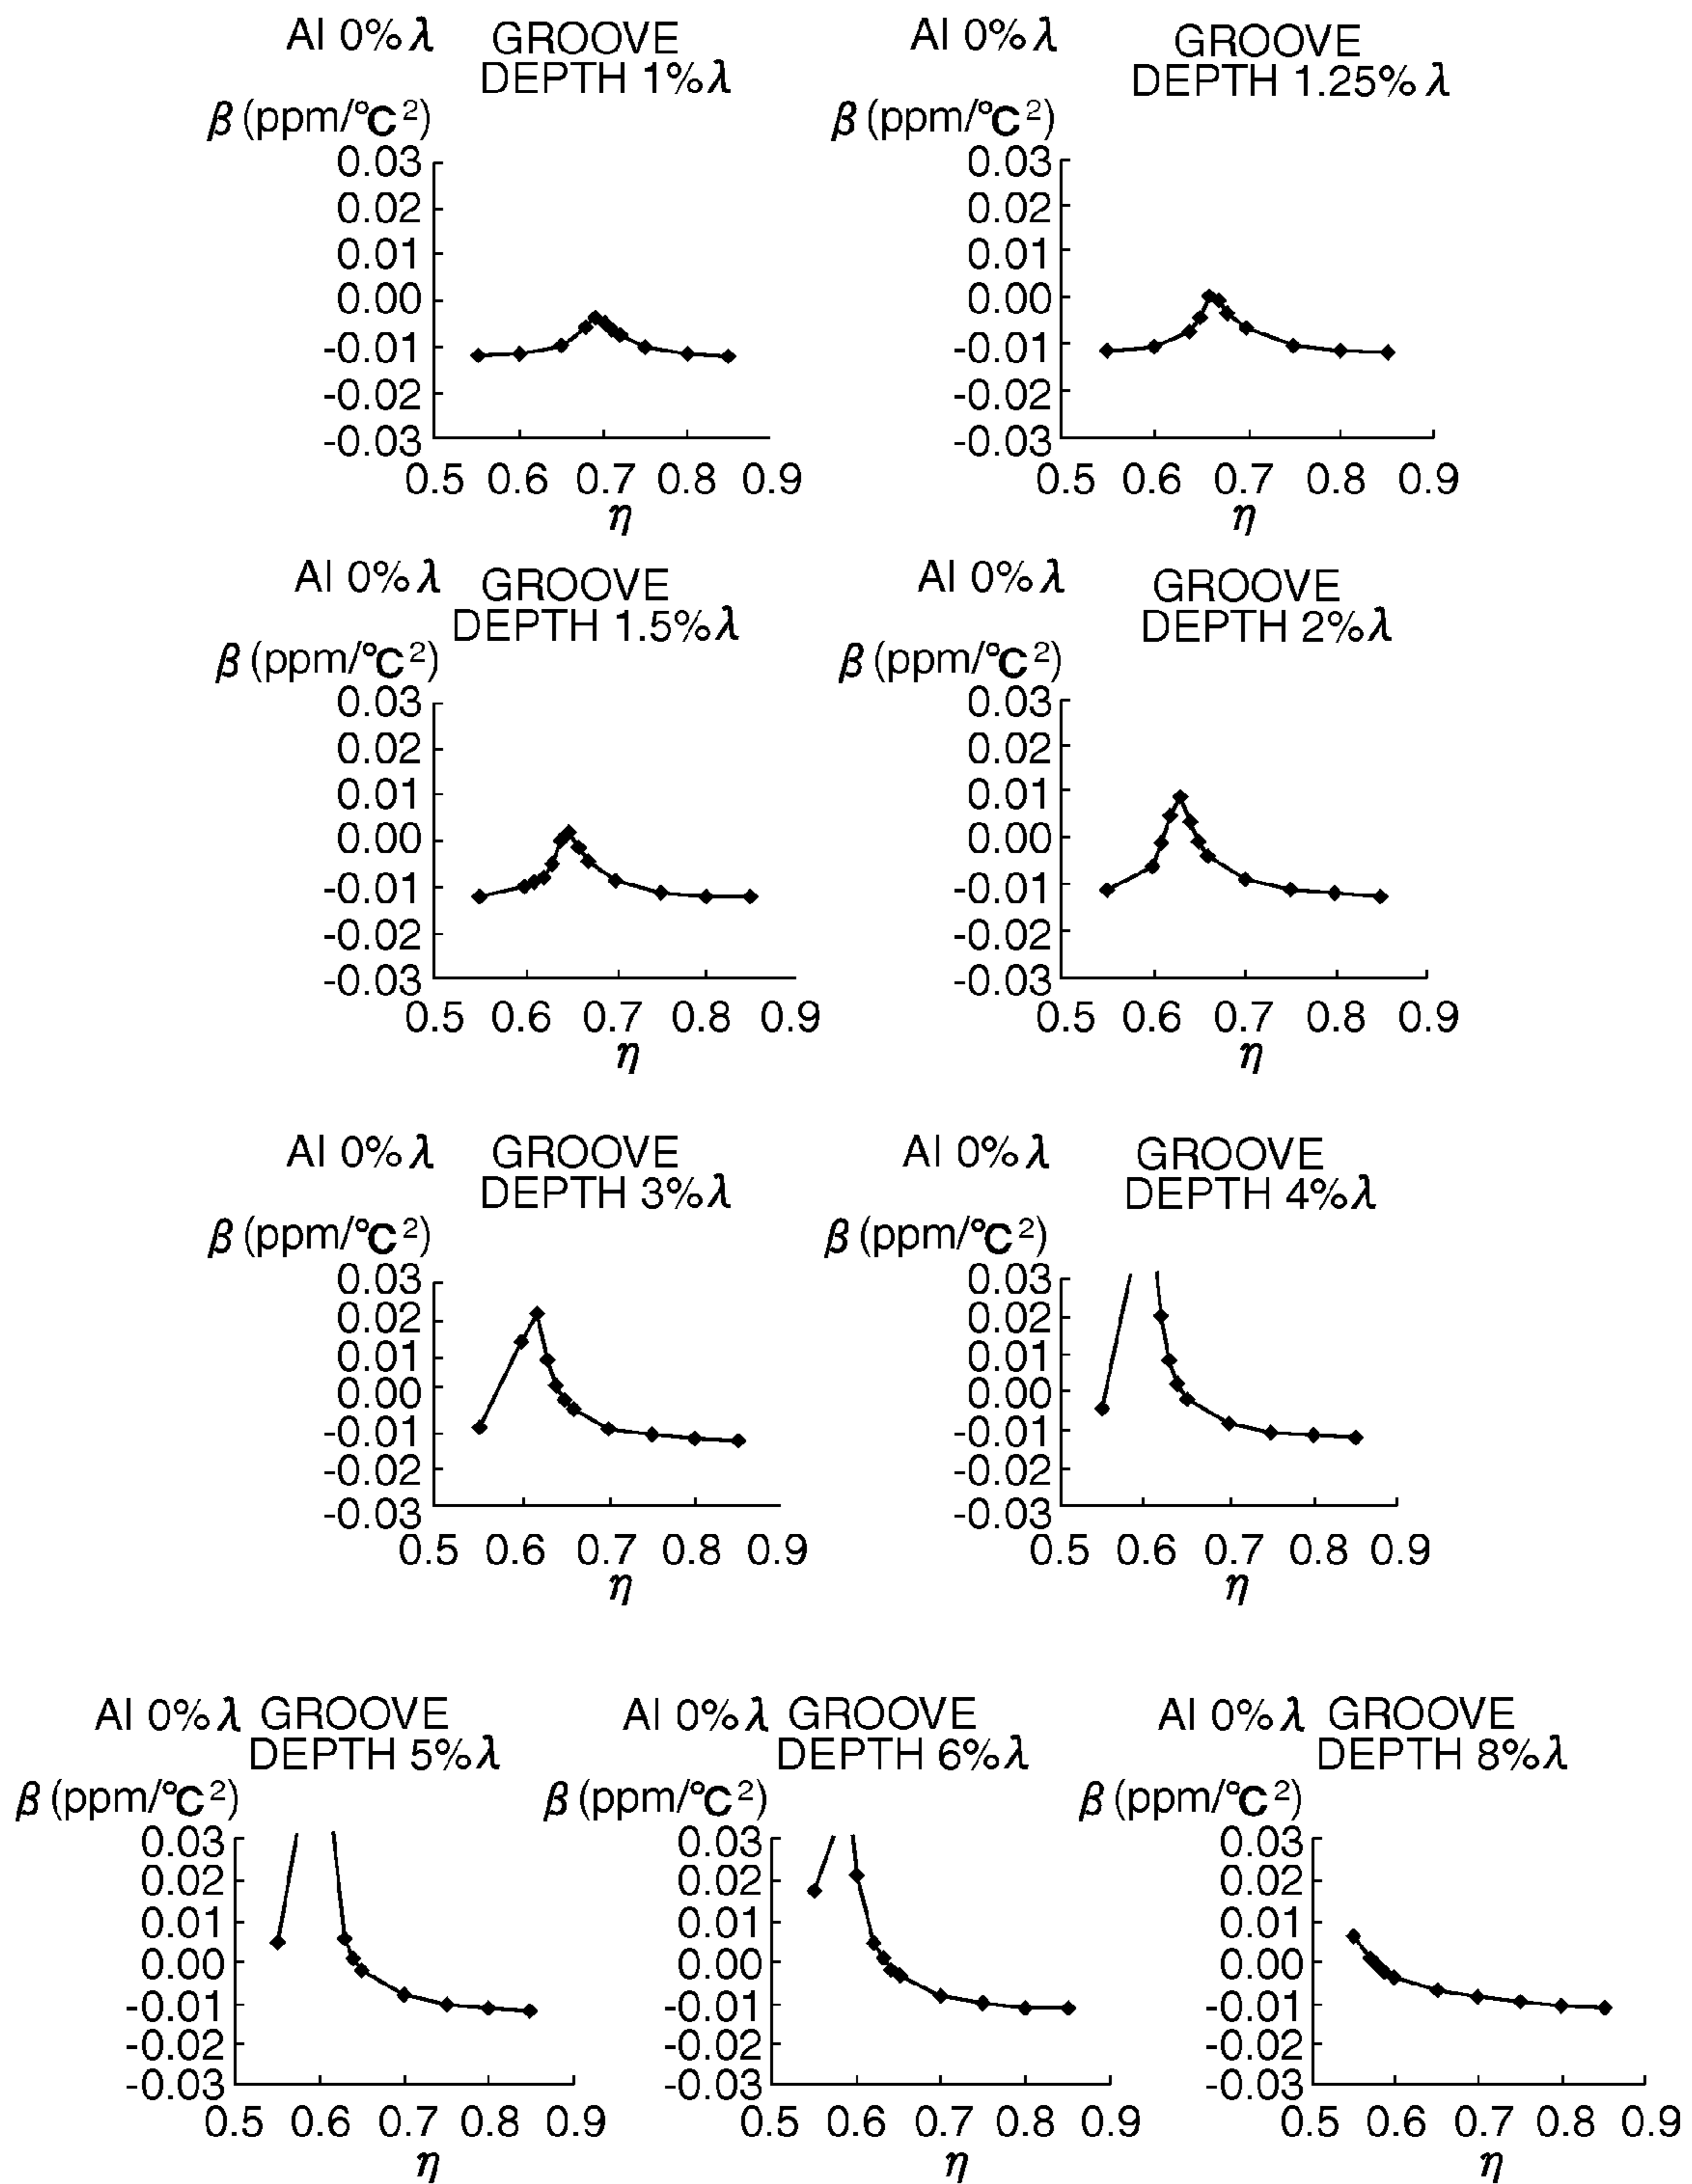 Al 0%λ GROOVE
DEPTH 1%λ
β (ppm/°C²)
0.03
0.02
0.01
0.00
-0.01
-0.02
-0.03
0.5 0.6 0.7 0.8 0.9
η
Al 0%λ GROOVE
DEPTH 1.25%λ
β (ppm/°C²)
0.03
0.02
0.01
0.00
-0.01
-0.02
-0.03
0.5 0.6 0.7 0.8 0.9
η
Al 0%λ GROOVE
DEPTH 1.5%λ
β (ppm/°C²)
0.03
0.02
0.01
0.00
-0.01
-0.02
-0.03
0.5 0.6 0.7 0.8 0.9
η
Al 0%λ GROOVE
DEPTH 2%λ
β (ppm/°C²)
0.03
0.02
0.01
0.00
-0.01
-0.02
-0.03
0.5 0.6 0.7 0.8 0.9
η
Al 0%λ GROOVE
DEPTH 3%λ
β (ppm/°C²)
0.03
0.02
0.01
0.00
-0.01
-0.02
-0.03
0.5 0.6 0.7 0.8 0.9
η
Al 0%λ GROOVE
DEPTH 4%λ
β (ppm/°C²)
0.03
0.02
0.01
0.00
-0.01
-0.02
-0.03
0.5 0.6 0.7 0.8 0.9
η
Al 0%λ GROOVE
DEPTH 5%λ
β (ppm/°C²)
0.03
0.02
0.01
0.00
-0.01
-0.02
-0.03
0.5 0.6 0.7 0.8 0.9
η
Al 0%λ GROOVE
DEPTH 6%λ
β (ppm/°C²)
0.03
0.02
0.01
0.00
-0.01
-0.02
-0.03
0.5 0.6 0.7 0.8 0.9
η
Al 0%λ GROOVE
DEPTH 8%λ
β (ppm/°C²)
0.03
0.02
0.01
0.00
-0.01
-0.02
-0.03
0.5 0.6 0.7 0.8 0.9
η